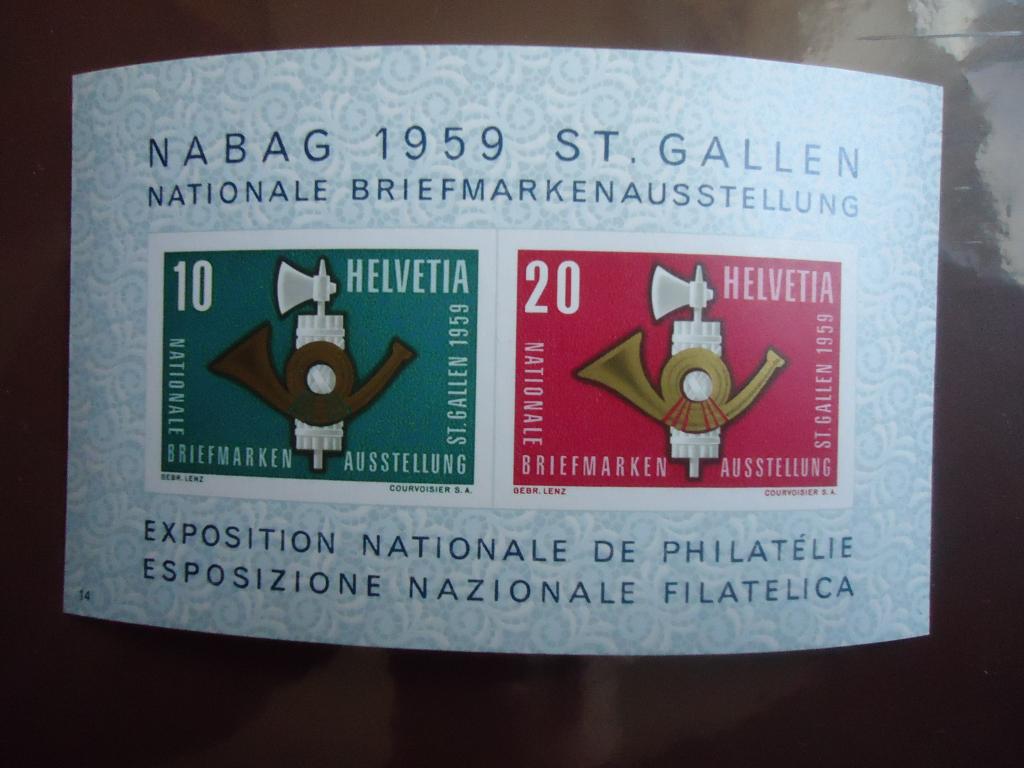 NABAG 1959 ST. GALLEN
NATIONALE BRIEFMARKENAUSSTELLUNG
10 HELVETIA
NATIONALE
ST. GALLEN 1959
BRIEFMARKEN AUSSTELLUNG
GEBR. LENZ COURVOISIER S.A.
20 HELVETIA
NATIONALE
ST. GALLEN 1959
BRIEFMARKEN AUSSTELLUNG
GEBR. LENZ COURVOISIER S.A.
EXPOSITION NATIONALE DE PHILATÉLIE
ESPOSIZIONE NAZIONALE FILATELICA
14